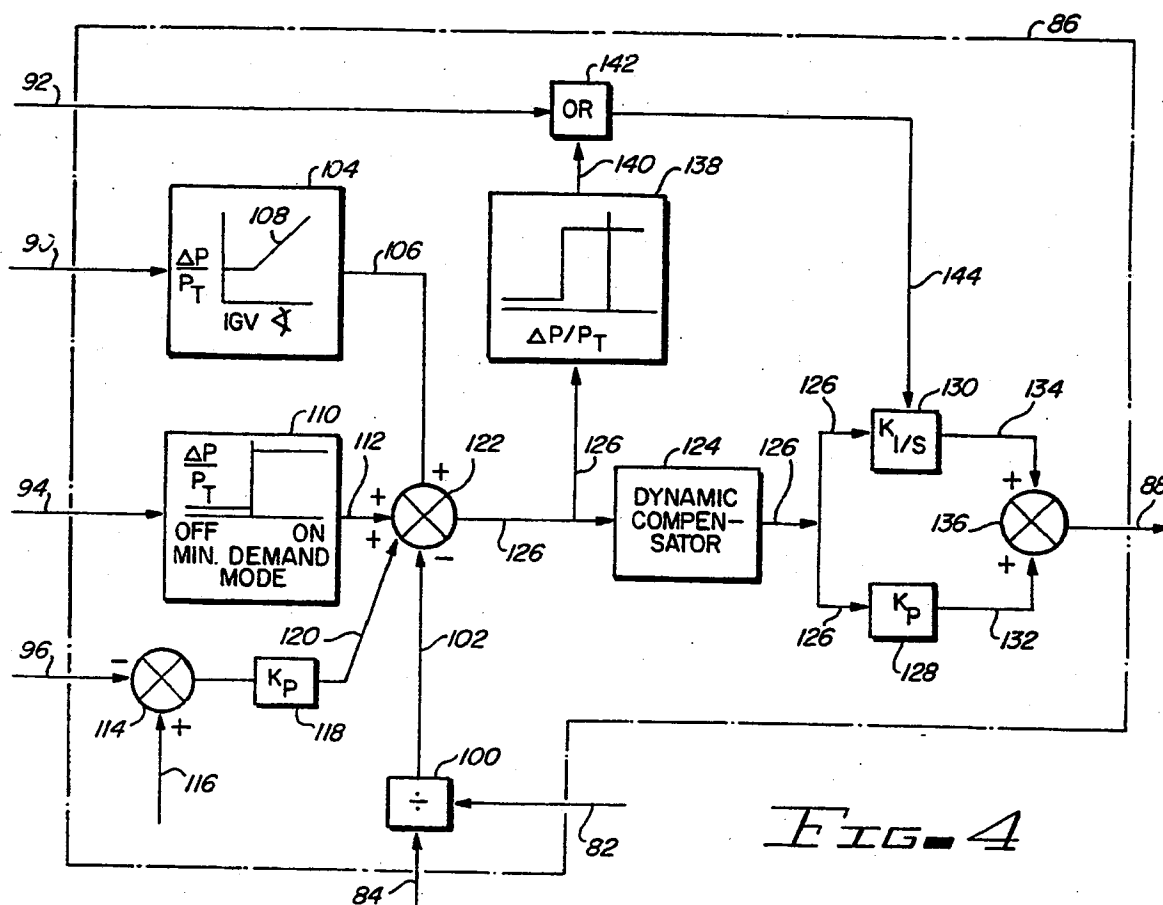 86
92
142
OR
140
138
104
108
ΔP
P_T
IGV ∢
90
106
ΔP/P_T
144
110
ΔP
P_T
OFF ON
MIN. DEMAND
MODE
94
112
+
+
+
122
−
126
126
124
DYNAMIC
COMPEN-
SATOR
126
126
130
K I/S
134
+
136
+
88
126
K_P
128
132
96
−
114
+
116
K_P
118
120
102
100
÷
82
84
FIG-4